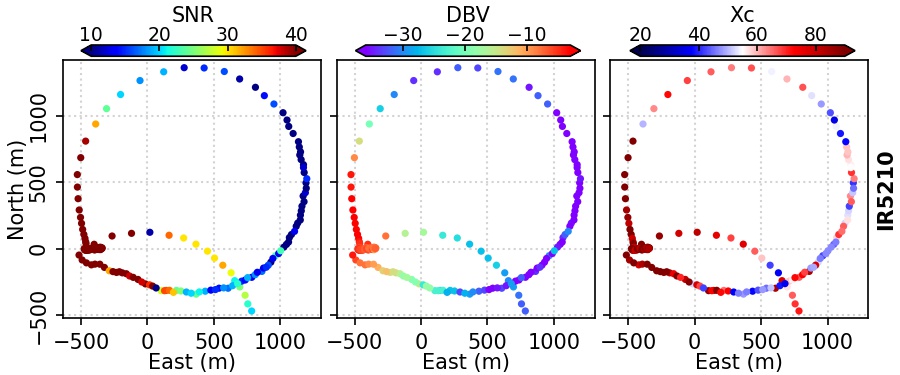 SNR DBV Xc
10 20 30 40 −30 −20 −10 20 40 60 80
North (m)
1000
500
0
−500
−500 0 500 1000 −500 0 500 1000 −500 0 500 1000
East (m) East (m) East (m)
IR5210